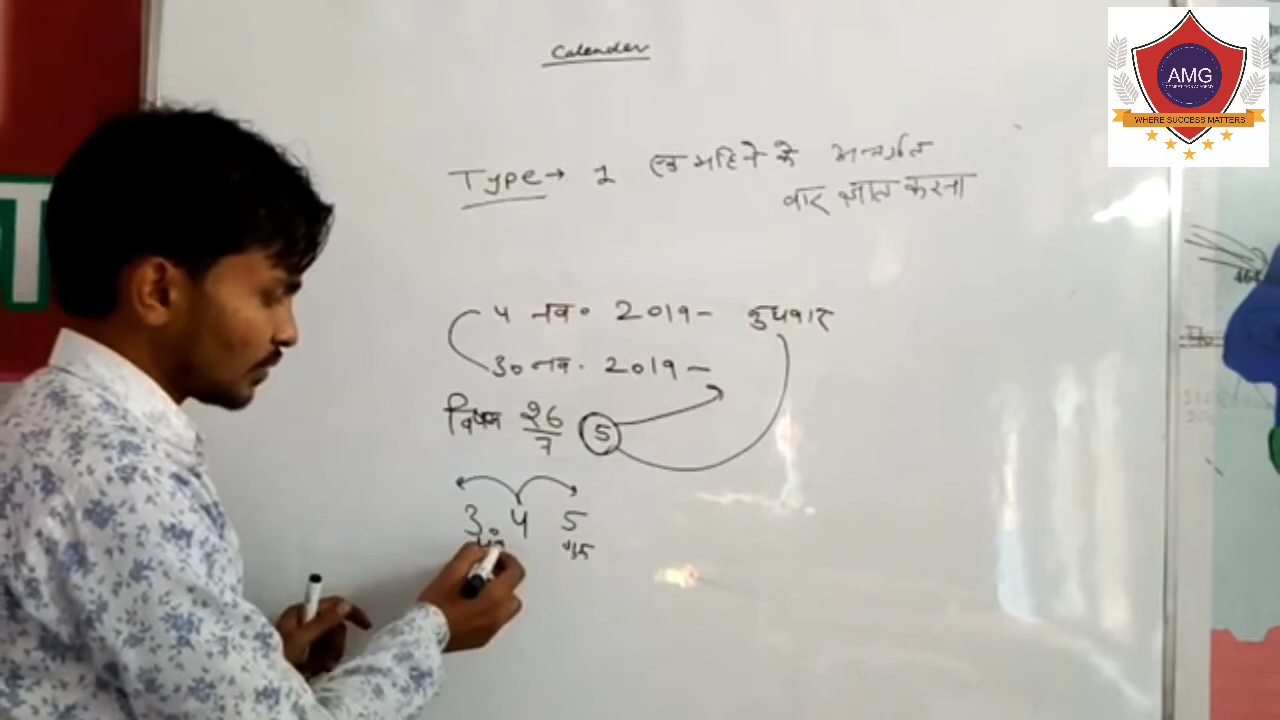 Calender
Type → 1 एक महिने के अन्तर्गत
वार ज्ञात करना
4 नव० 2019 - बुधवार
30 नव. 2019 -
विषम 26/7 5
3 4 5
AMG
WHERE SUCCESS MATTERS